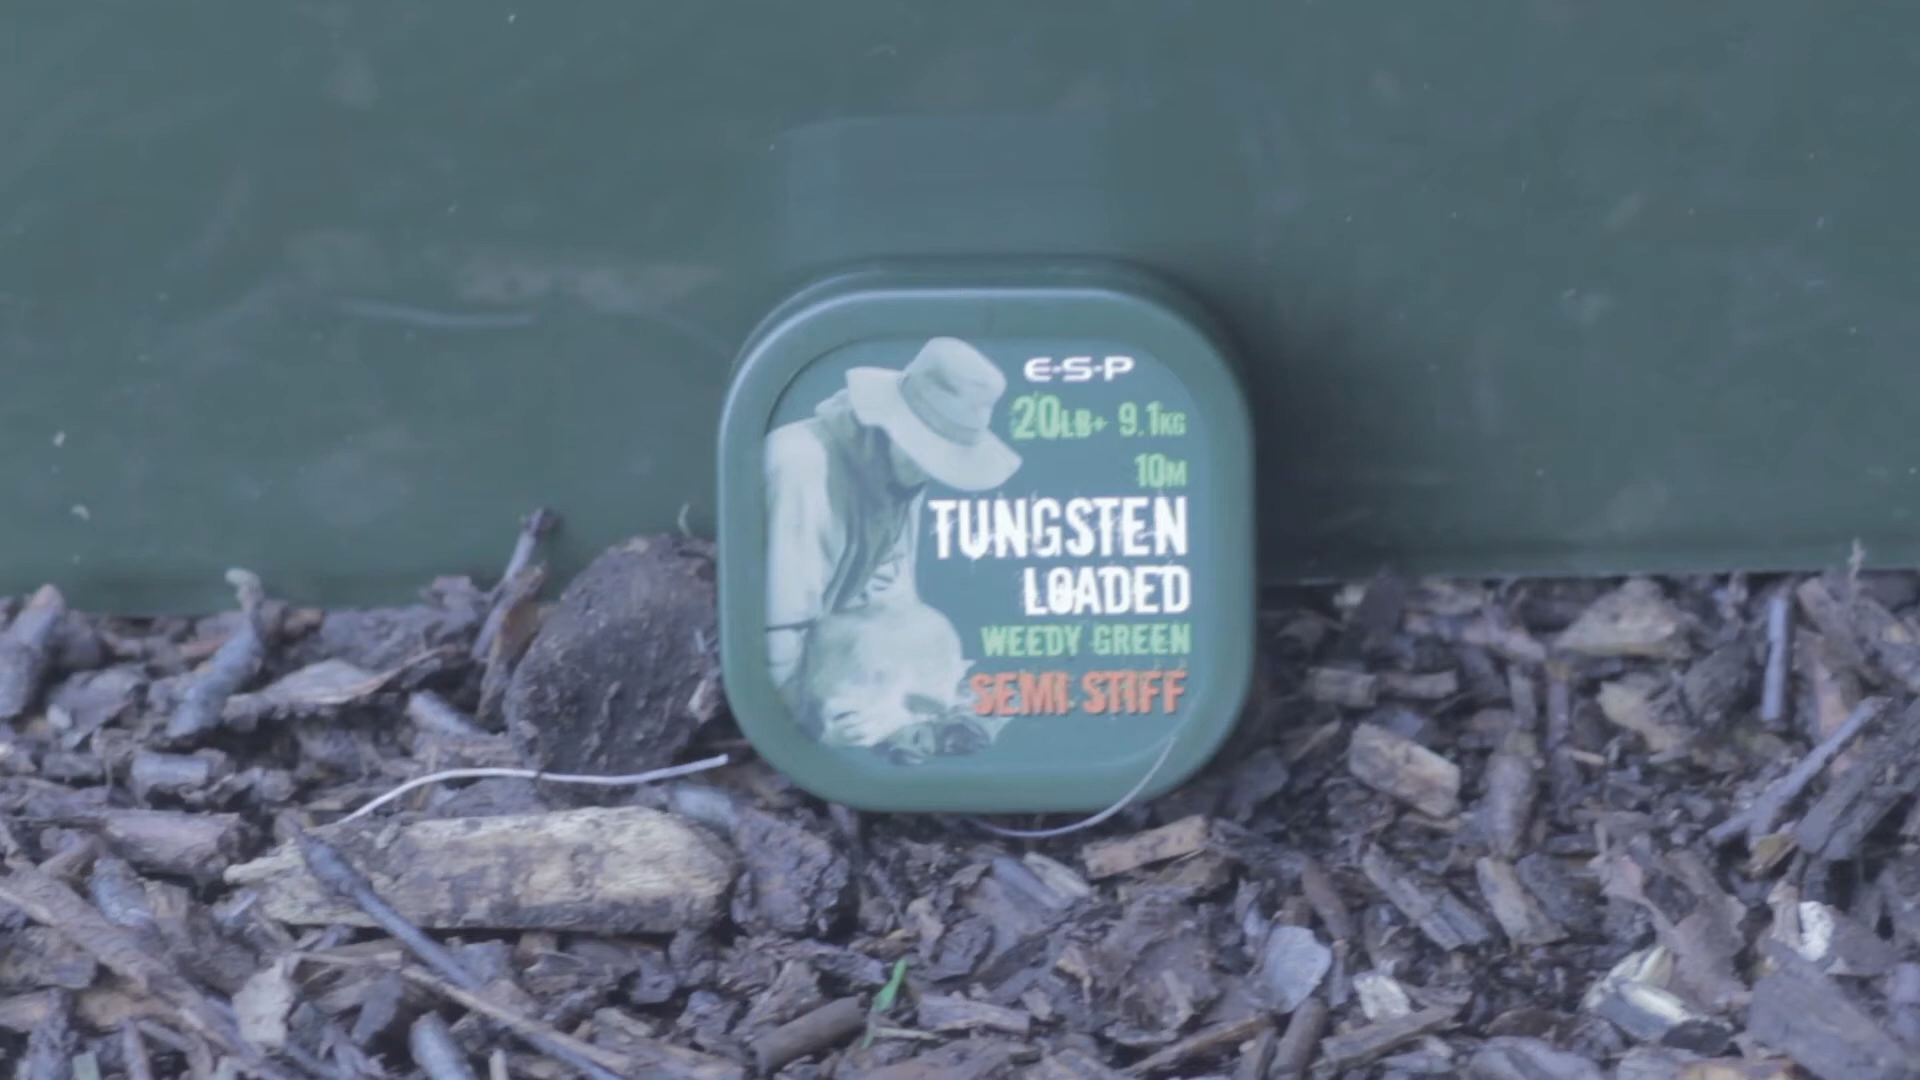 E-S-P
20LB+ 9.1KG
10M
TUNGSTEN
LOADED
WEEDY GREEN
SEMI STIFF